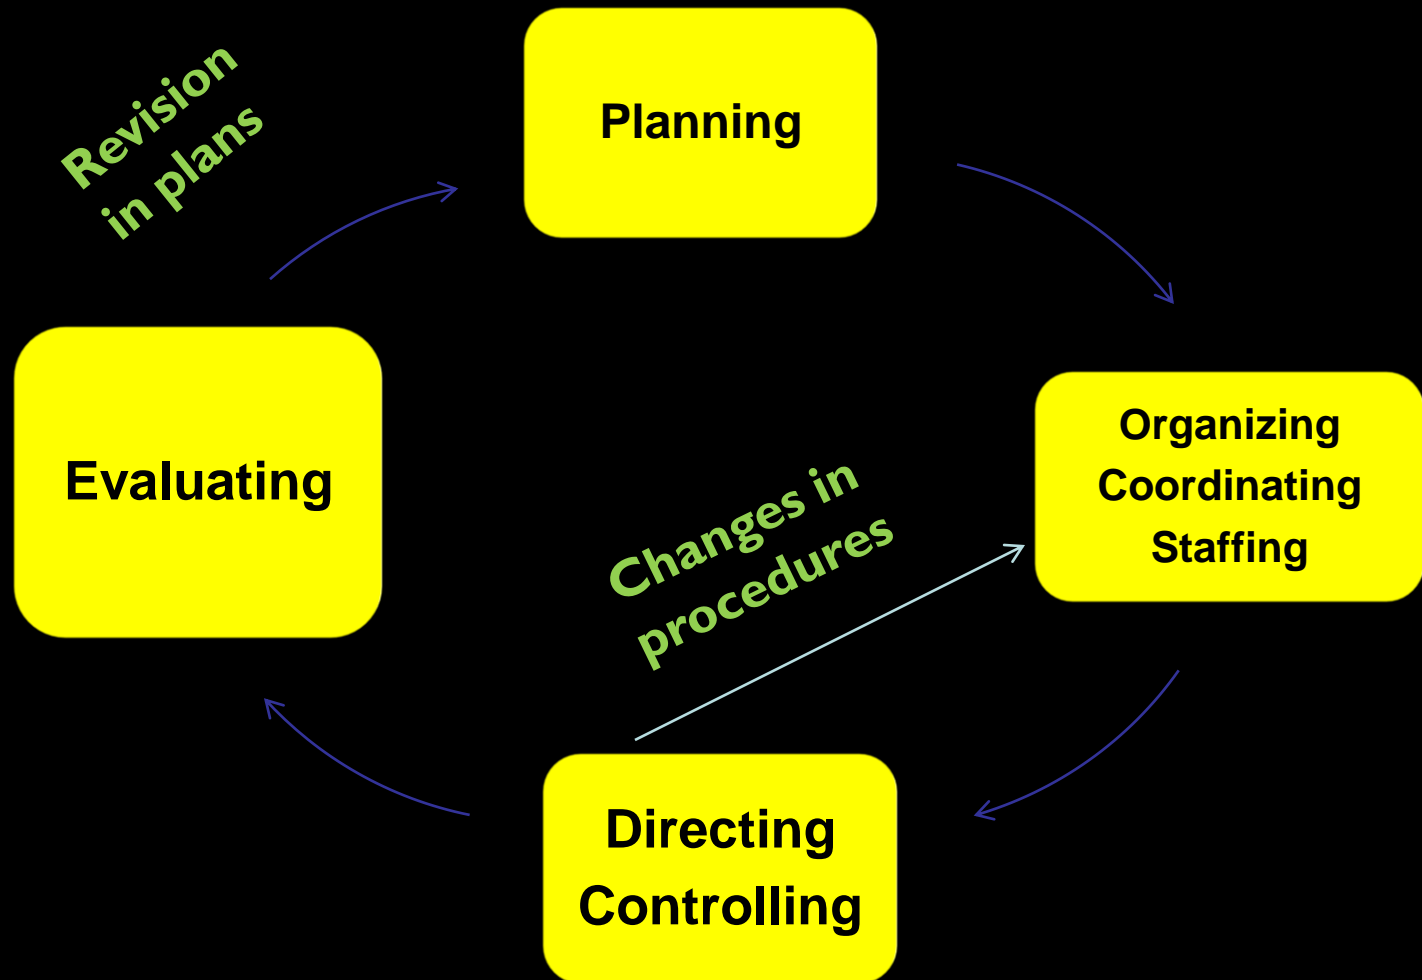 Revision
in plans
Planning
Organizing
Coordinating
Staffing
Evaluating
Changes in
procedures
Directing
Controlling